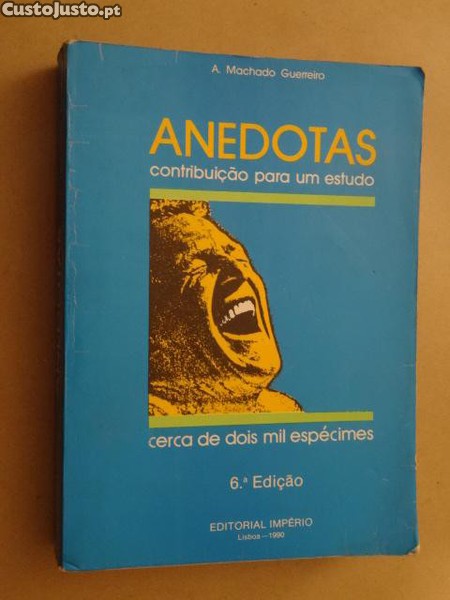 CustoJusto.pt
A. Machado Guerreiro
ANEDOTAS
contribuição para um estudo
cerca de dois mil espécimes
6.ª Edição
EDITORIAL IMPÉRIO
Lisboa – 1990